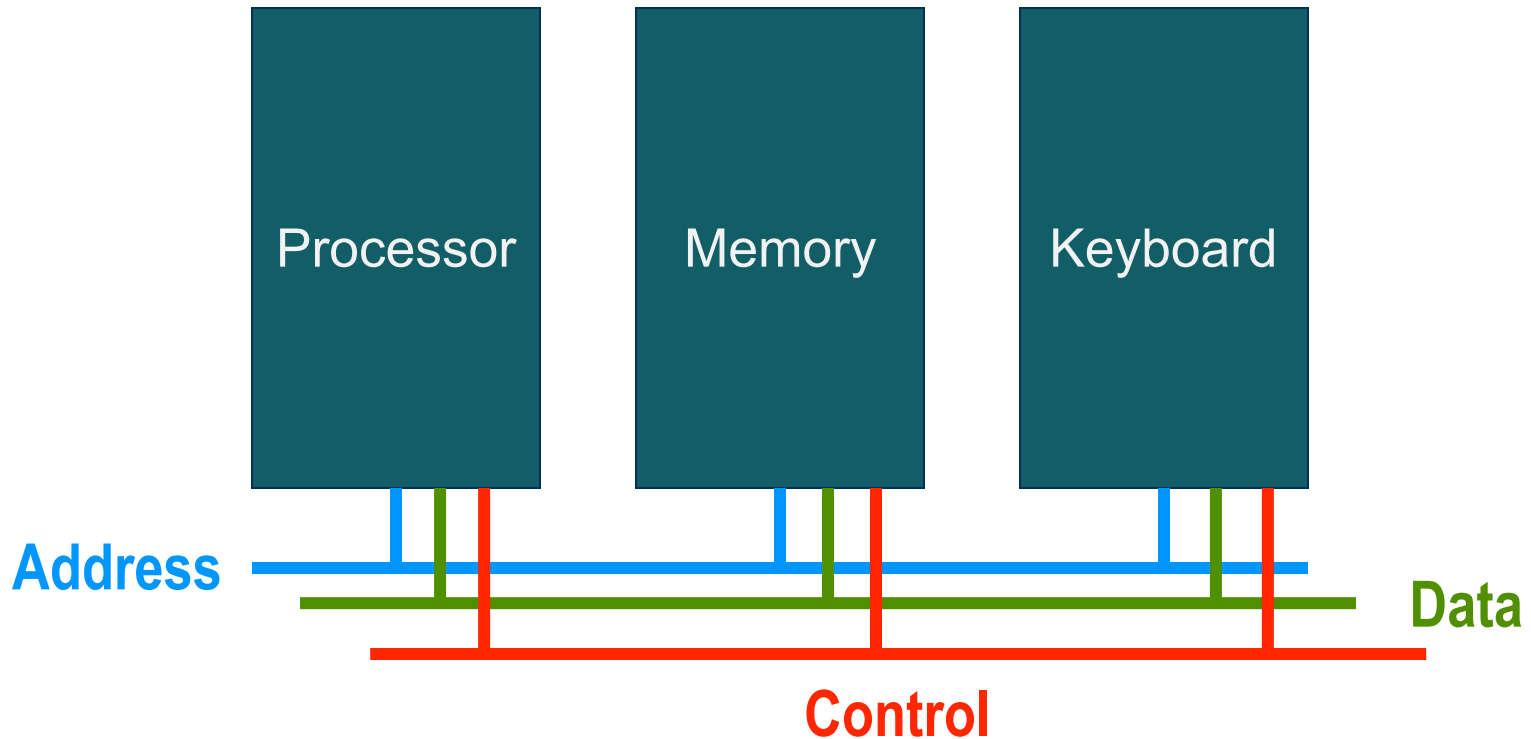 Processor
Memory
Keyboard
Address
Data
Control